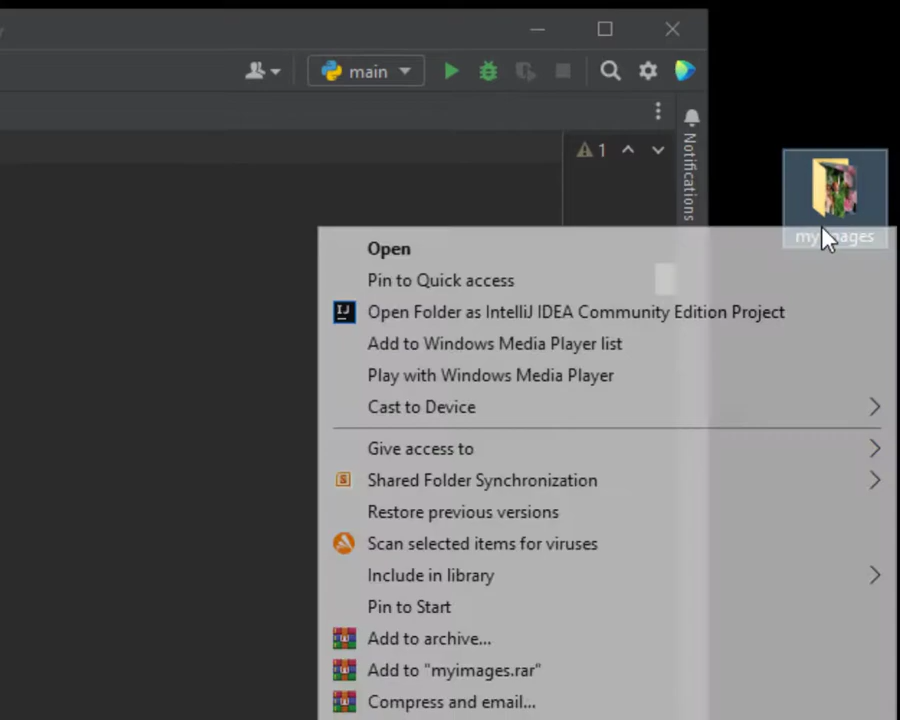 main
1
Notifications
myimages
Open
Pin to Quick access
Open Folder as IntelliJ IDEA Community Edition Project
Add to Windows Media Player list
Play with Windows Media Player
Cast to Device
Give access to
Shared Folder Synchronization
Restore previous versions
Scan selected items for viruses
Include in library
Pin to Start
Add to archive...
Add to "myimages.rar"
Compress and email...